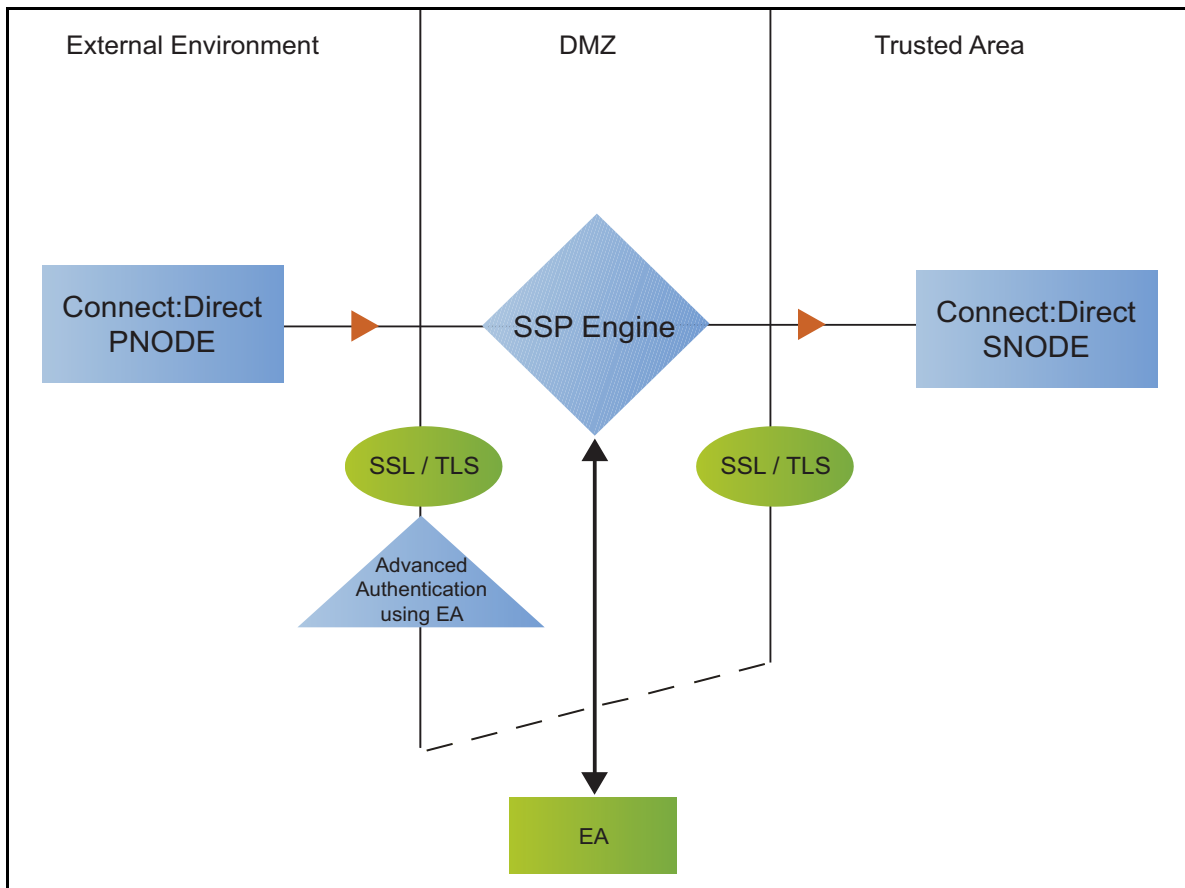 External Environment
DMZ
Trusted Area
Connect:Direct
PNODE
SSP Engine
Connect:Direct
SNODE
SSL / TLS
SSL / TLS
Advanced
Authentication
using EA
EA